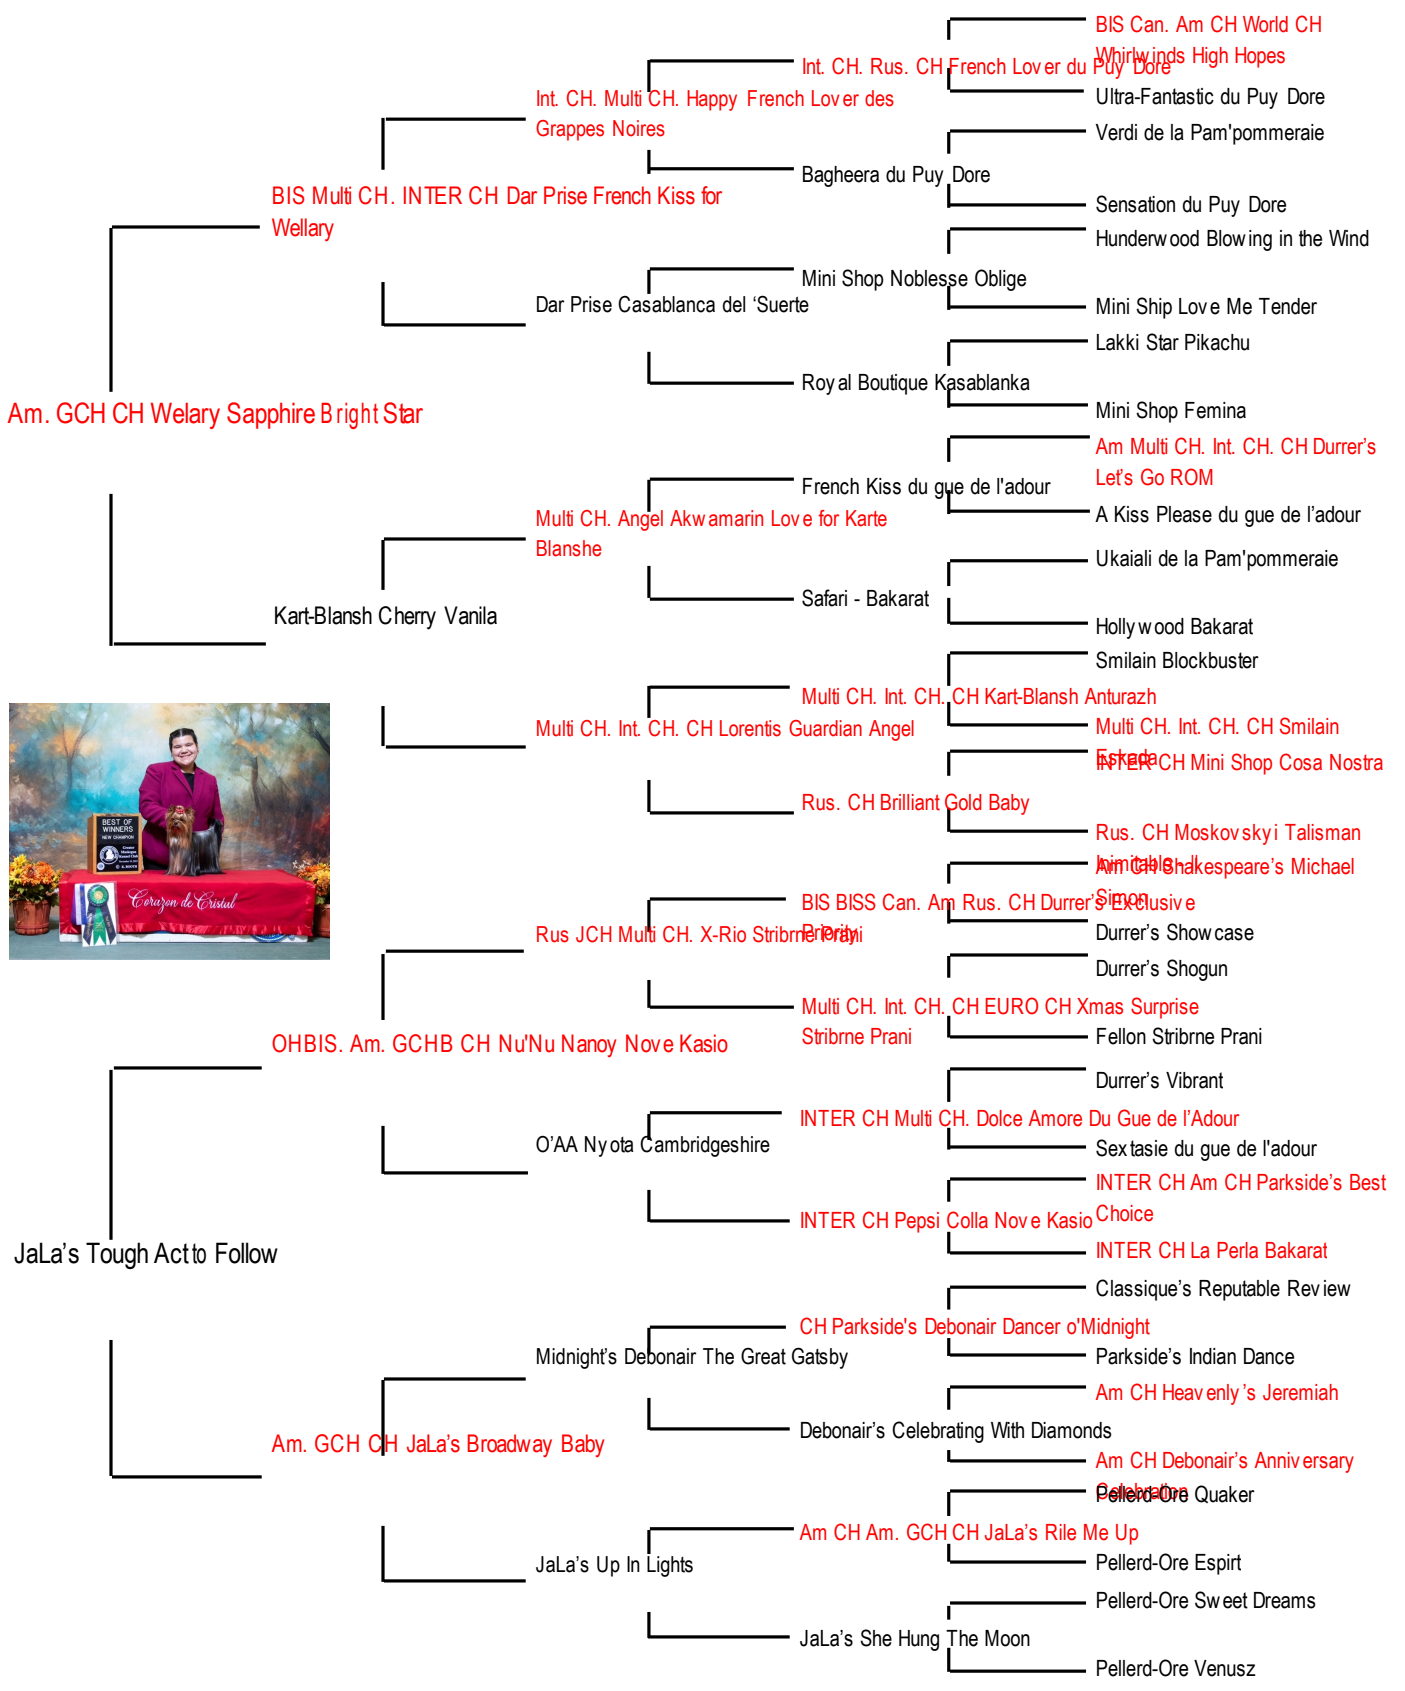 BIS Can. Am CH World CH
Whirlwinds High Hopes
Int. CH. Rus. CH French Lover du Puy Dore
Int. CH. Multi CH. Happy French Lover des
Grappes Noires
Ultra-Fantastic du Puy Dore
Verdi de la Pam'pommeraie
Bagheera du Puy Dore
BIS Multi CH. INTER CH Dar Prise French Kiss for
Wellary
Sensation du Puy Dore
Hunderwood Blowing in the Wind
Mini Shop Noblesse Oblige
Dar Prise Casablanca del ‘Suerte
Mini Ship Love Me Tender
Lakki Star Pikachu
Royal Boutique Kasablanka
Mini Shop Femina
Am. GCH CH Welary Sapphire Bright Star
Am Multi CH. Int. CH. CH Durrer’s
Let’s Go ROM
French Kiss du gue de l'adour
Multi CH. Angel Akwamarin Love for Karte
Blanshe
A Kiss Please du gue de l’adour
Ukaiali de la Pam'pommeraie
Safari - Bakarat
Kart-Blansh Cherry Vanila
Hollywood Bakarat
Smilain Blockbuster
Multi CH. Int. CH. CH Kart-Blansh Anturazh
Multi CH. Int. CH. CH Lorentis Guardian Angel
Multi CH. Int. CH. CH Smilain
Eskada
INTER CH Mini Shop Cosa Nostra
Rus. CH Brilliant Gold Baby
Rus. CH Moskovskyi Talisman
Inimitable - II
Am CH Shakespeare’s Michael
Simon
BEST OF
WINNERS
NEW CHAMPION
Greater
Muskegon
Kennel Club
Corazon de Cristal
BIS BISS Can. Am Rus. CH Durrer’s Exclusive
Priority
Rus JCH Multi CH. X-Rio Stribrne Prani
Durrer’s Showcase
Durrer’s Shogun
Multi CH. Int. CH. CH EURO CH Xmas Surprise
Stribrne Prani
Fellon Stribrne Prani
OHBIS. Am. GCHB CH Nu'Nu Nanoy Nove Kasio
Durrer’s Vibrant
INTER CH Multi CH. Dolce Amore Du Gue de l’Adour
O’AA Nyota Cambridgeshire
Sextasie du gue de l'adour
INTER CH Am CH Parkside’s Best
Choice
INTER CH Pepsi Colla Nove Kasio
INTER CH La Perla Bakarat
JaLa’s Tough Act to Follow
Classique’s Reputable Review
CH Parkside's Debonair Dancer o'Midnight
Midnight’s Debonair The Great Gatsby
Parkside’s Indian Dance
Am CH Heavenly’s Jeremiah
Debonair’s Celebrating With Diamonds
Am. GCH CH JaLa’s Broadway Baby
Am CH Debonair’s Anniversary
Celebration
Pellerd-Ore Quaker
Am CH Am. GCH CH JaLa’s Rile Me Up
JaLa’s Up In Lights
Pellerd-Ore Espirt
Pellerd-Ore Sweet Dreams
JaLa’s She Hung The Moon
Pellerd-Ore Venusz